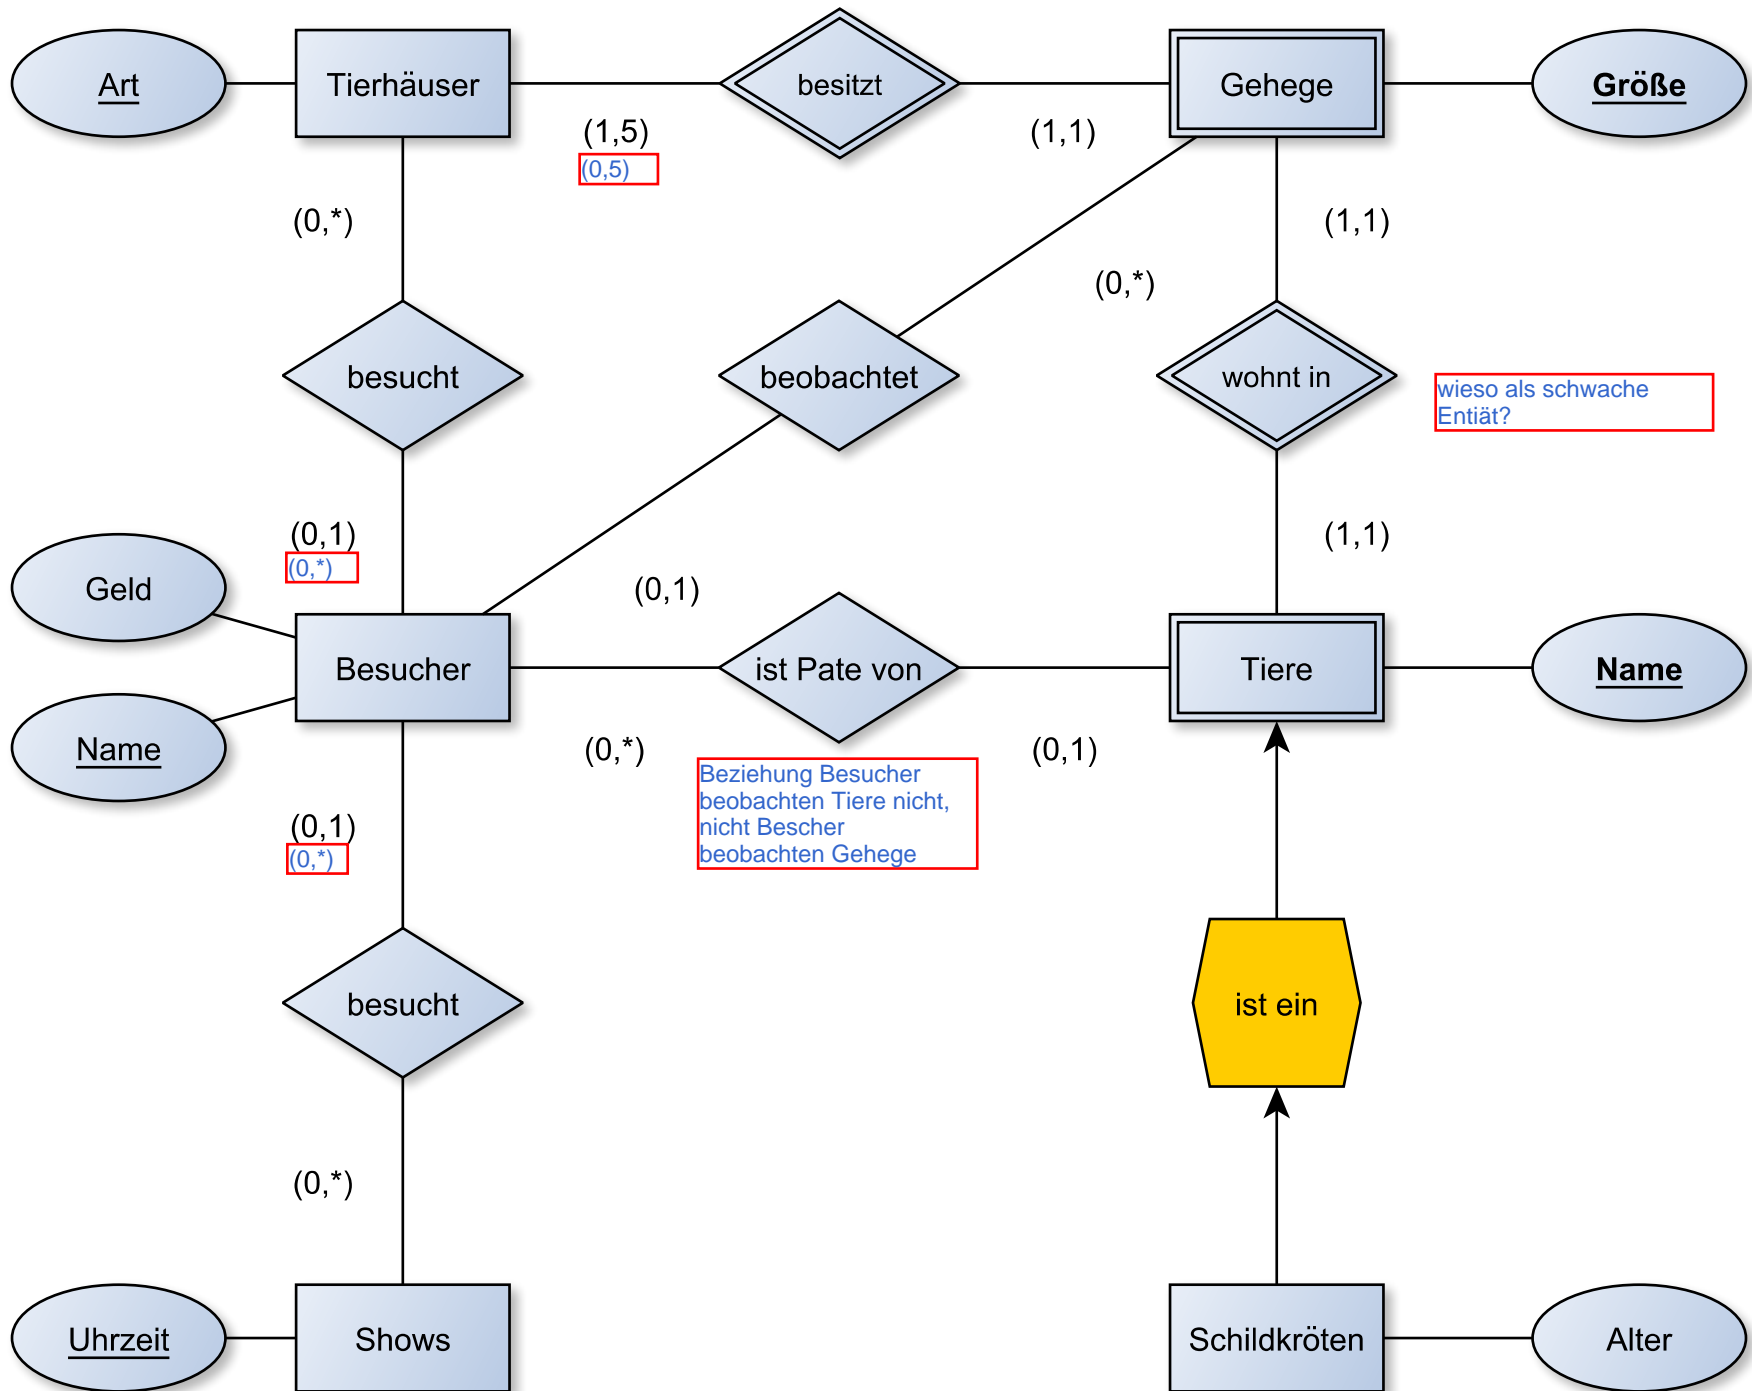 Art
Tierhäuser
besitzt
Gehege
Größe
(1,5)
(0,5)
(1,1)
(0,*)
(1,1)
(0,*)
besucht
beobachtet
wohnt in
wieso als schwache
Entiät?
(0,1)
(0,*)
(1,1)
Geld
(0,1)
Besucher
ist Pate von
Tiere
Name
Name
(0,*)
(0,1)
Beziehung Besucher
beobachten Tiere nicht,
nicht Bescher
beobachten Gehege
(0,1)
(0,*)
besucht
ist ein
(0,*)
Uhrzeit
Shows
Schildkröten
Alter